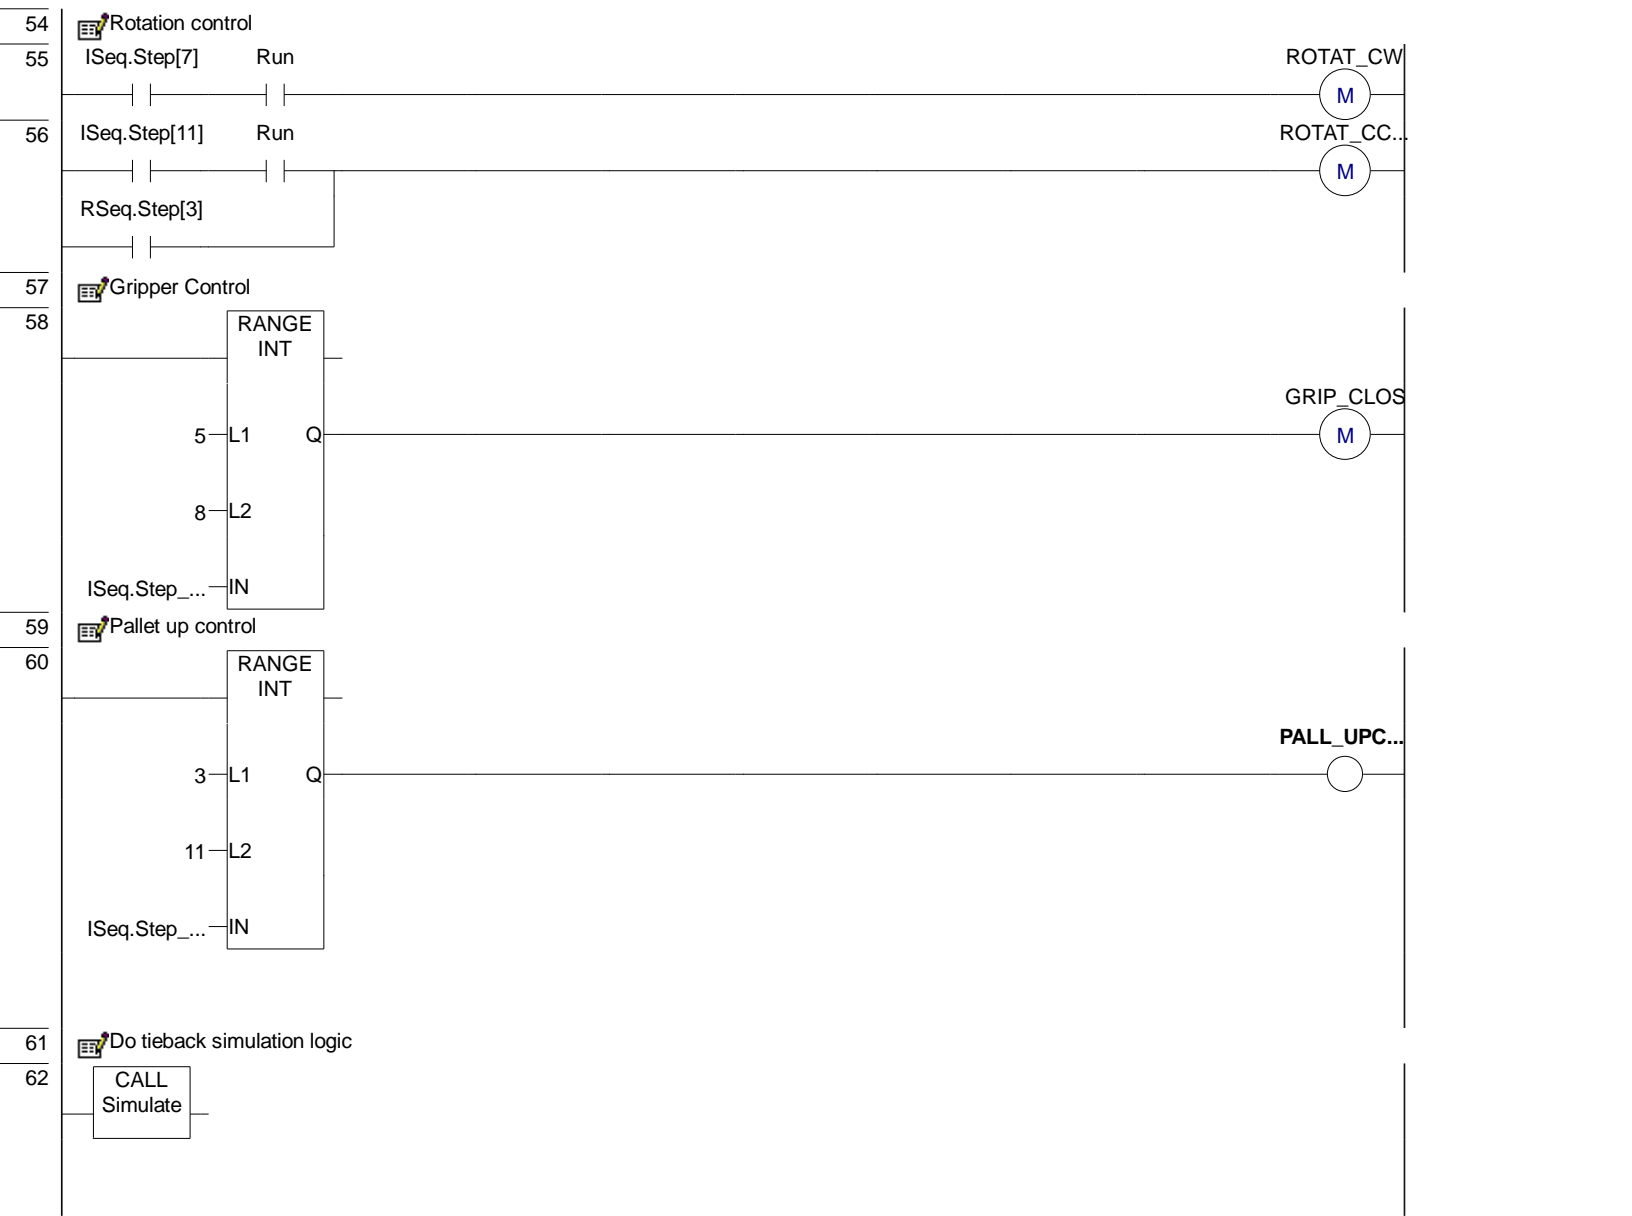 54 Rotation control
55 ISeq.Step[7] Run ROTAT_CW
M
56 ISeq.Step[11] Run ROTAT_CC...
M
RSeq.Step[3]
57 Gripper Control
58 RANGE
INT
GRIP_CLOS
5 L1 Q M
8 L2
ISeq.Step_... IN
59 Pallet up control
60 RANGE
INT
PALL_UPC...
3 L1 Q
11 L2
ISeq.Step_... IN
61 Do tieback simulation logic
62 CALL
Simulate